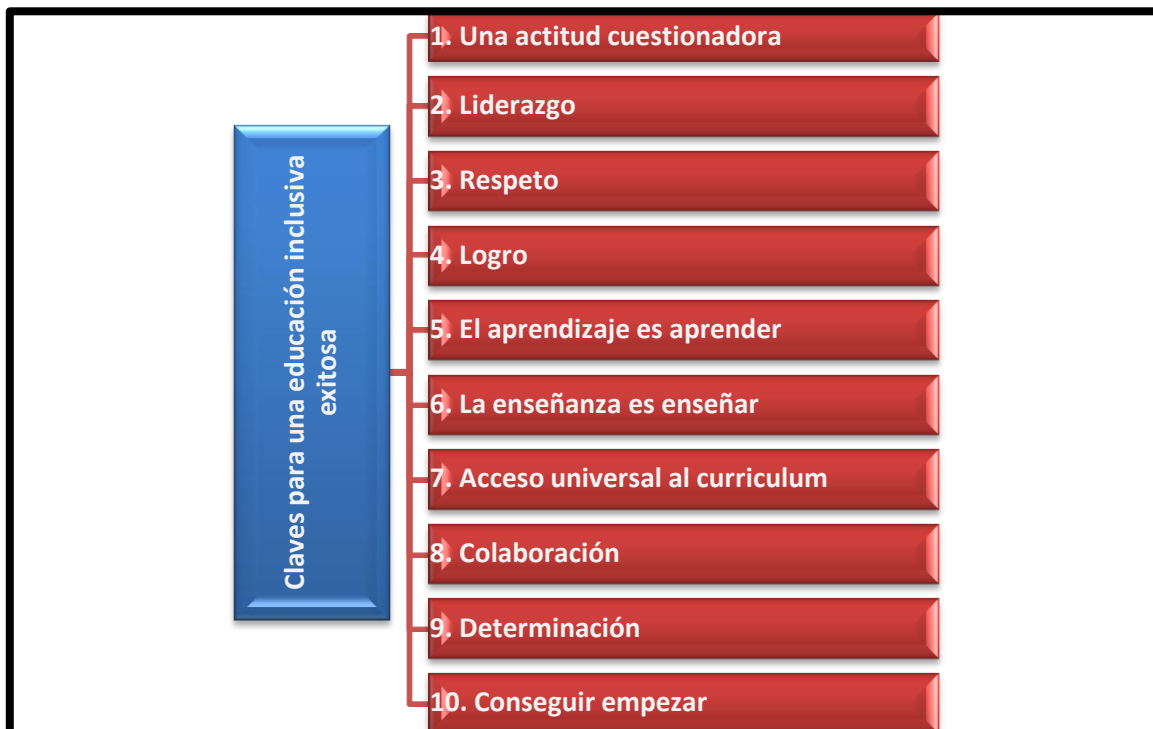 Claves para una educación inclusiva
exitosa
1. Una actitud cuestionadora
2. Liderazgo
3. Respeto
4. Logro
5. El aprendizaje es aprender
6. La enseñanza es enseñar
7. Acceso universal al curriculum
8. Colaboración
9. Determinación
10. Conseguir empezar